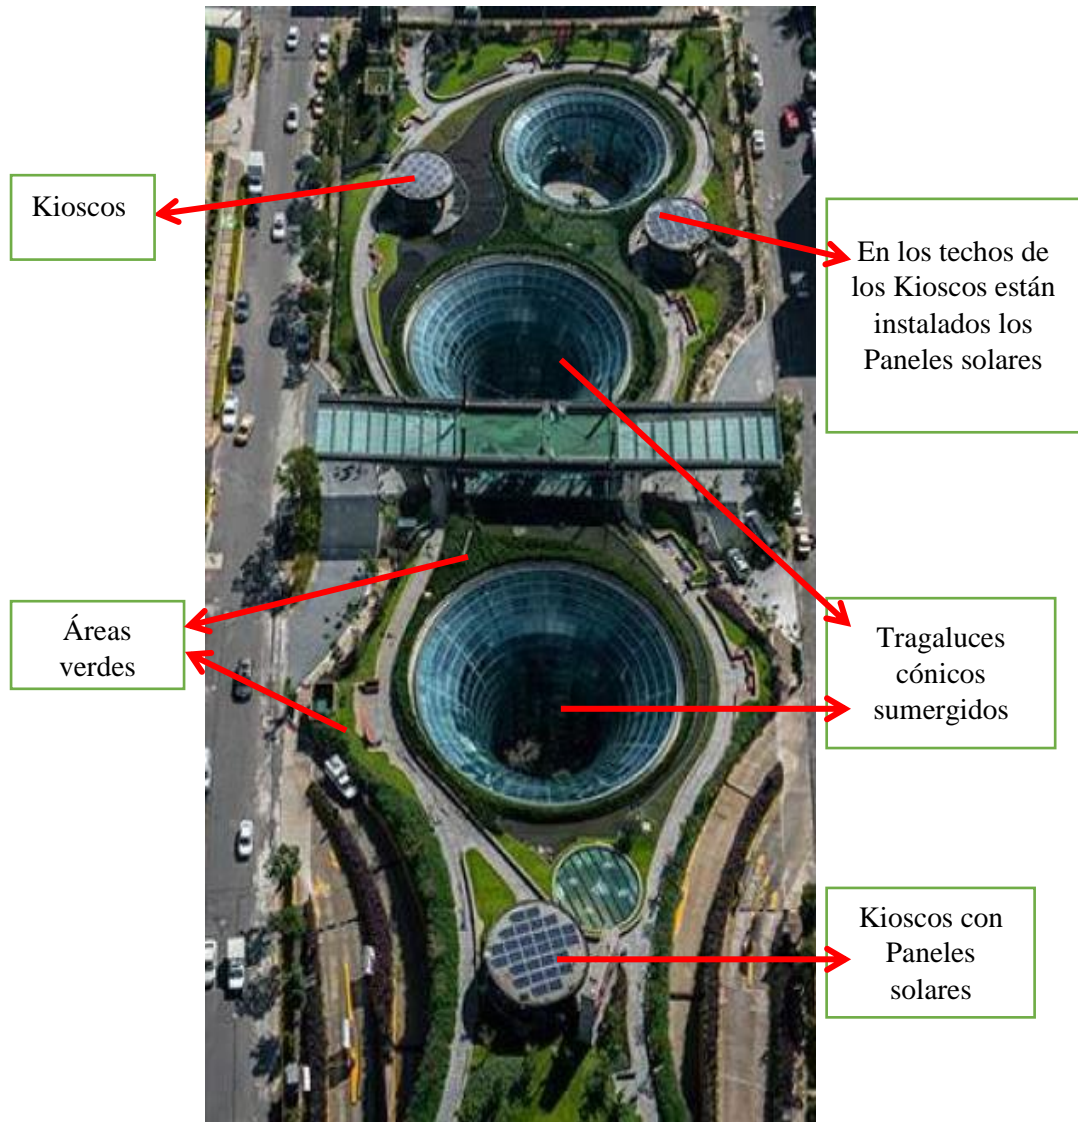 Kioscos
En los techos de
los Kioscos están
instalados los
Paneles solares
Áreas
verdes
Tragaluces
cónicos
sumergidos
Kioscos con
Paneles
solares